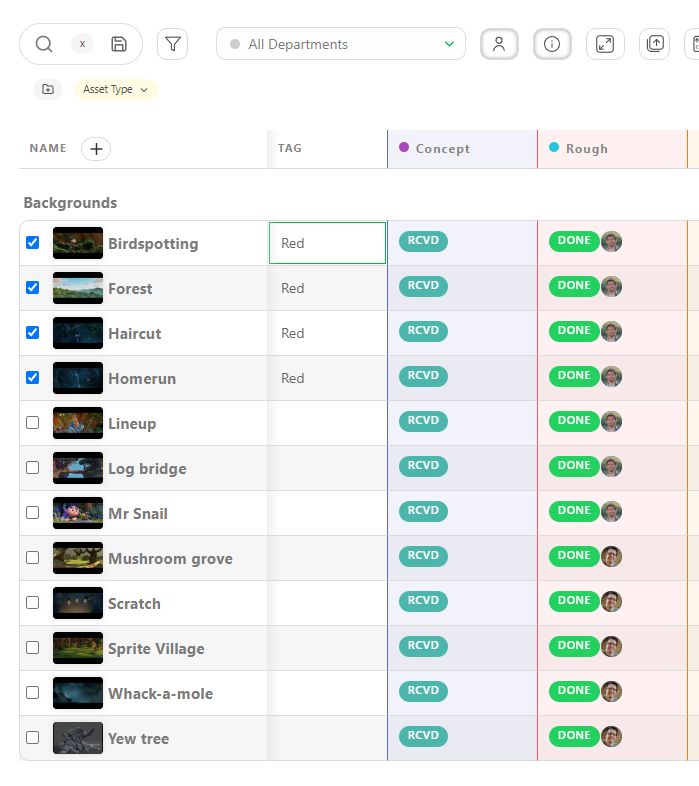 x All Departments
Asset Type
NAME + TAG Concept Rough
Backgrounds
Birdspotting Red RCVD DONE
Forest Red RCVD DONE
Haircut Red RCVD DONE
Homerun Red RCVD DONE
Lineup RCVD DONE
Log bridge RCVD DONE
Mr Snail RCVD DONE
Mushroom grove RCVD DONE
Scratch RCVD DONE
Sprite Village RCVD DONE
Whack-a-mole RCVD DONE
Yew tree RCVD DONE